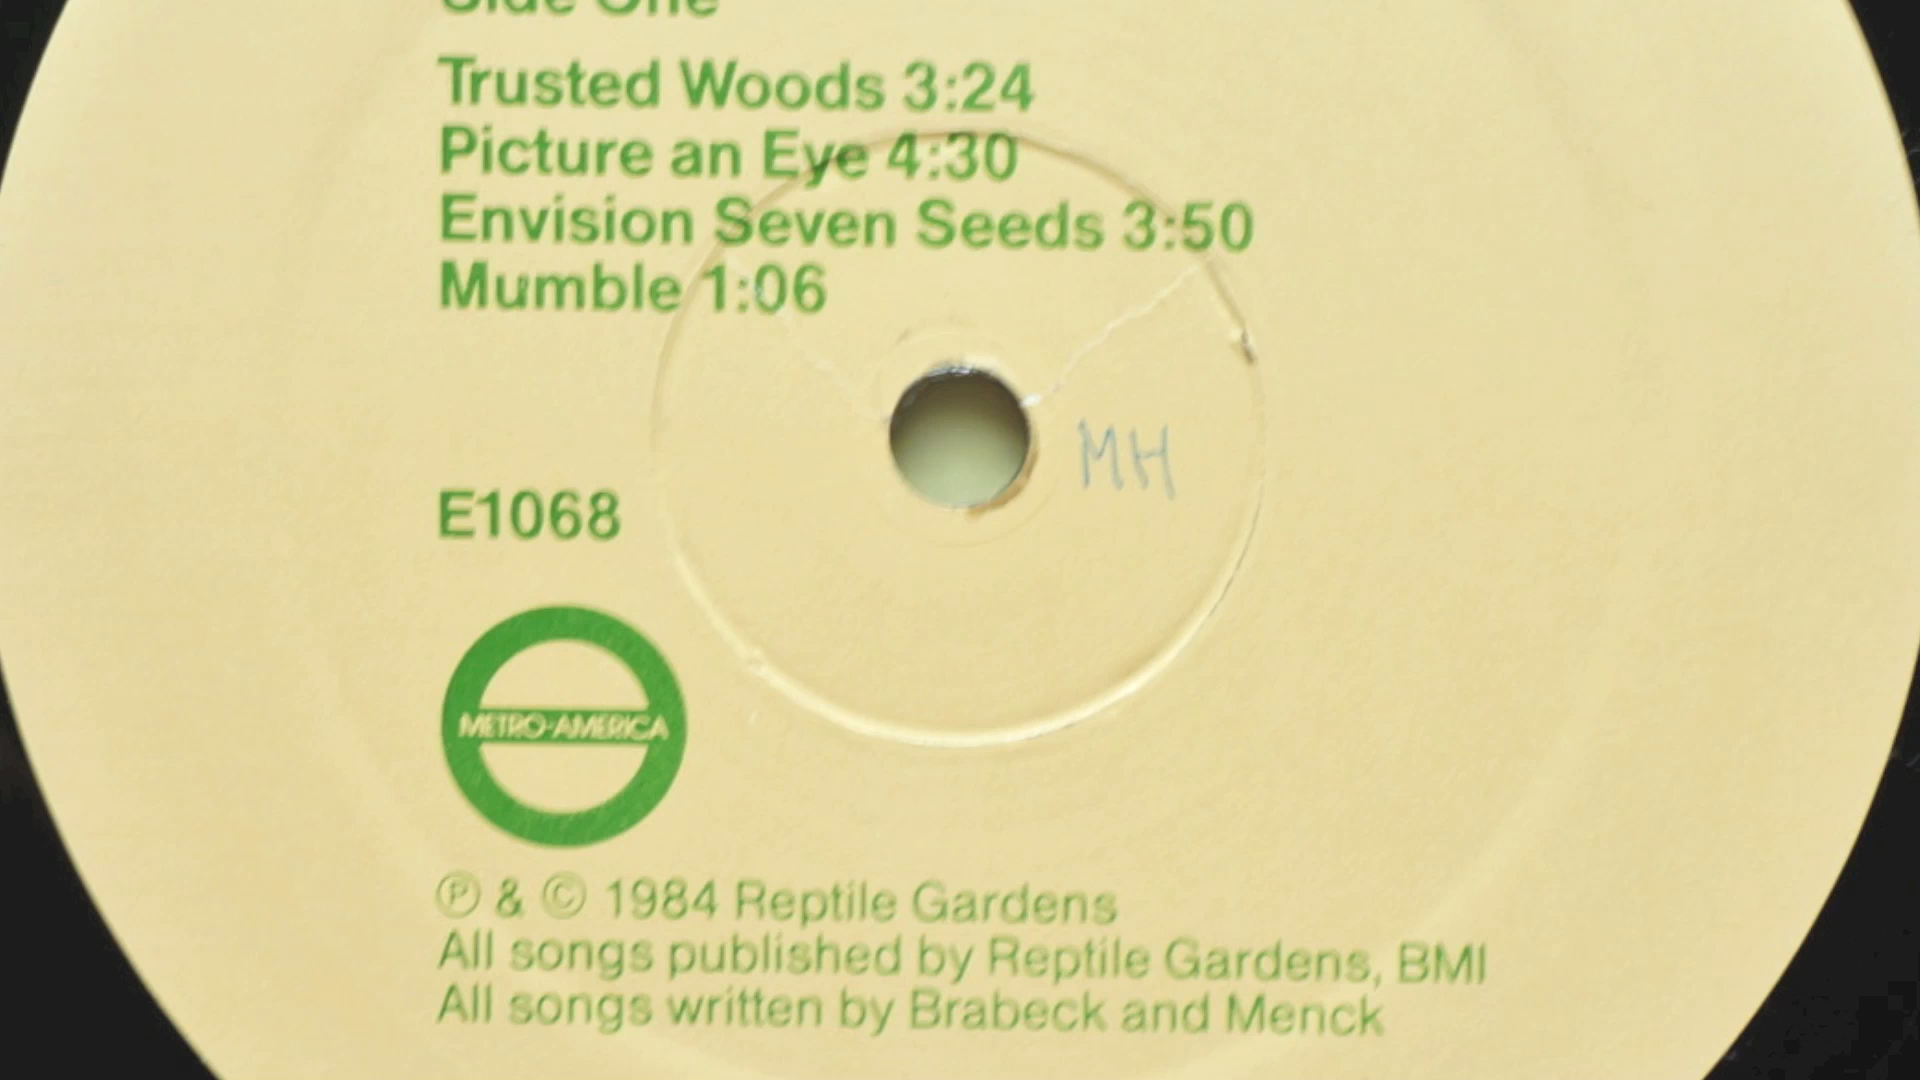 Side One
Trusted Woods 3:24
Picture an Eye 4:30
Envision Seven Seeds 3:50
Mumble 1:06
MH
E1068
METRO-AMERICA
Ⓟ & © 1984 Reptile Gardens
All songs published by Reptile Gardens, BMI
All songs written by Brabeck and Menck